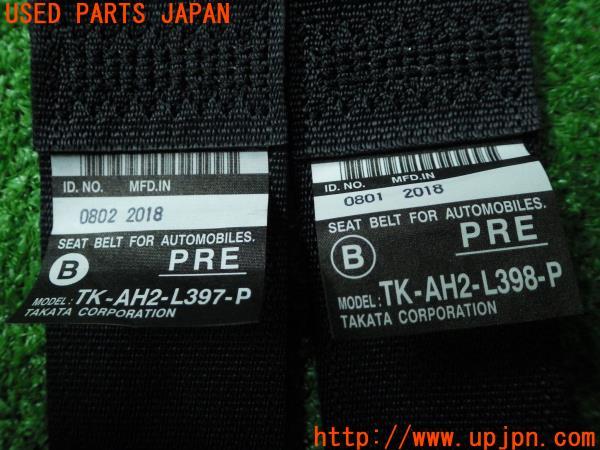 USED PARTS JAPAN
ID. NO. MFD.IN
0802 2018
SEAT BELT FOR AUTOMOBILES.
B PRE
MODEL: TK-AH2-L397-P
TAKATA CORPORATION
ID. NO. MFD.IN
0801 2018
SEAT BELT FOR AUTOMOBILES.
B PRE
MODEL: TK-AH2-L398-P
TAKATA CORPORATION
http://www.upjpn.com